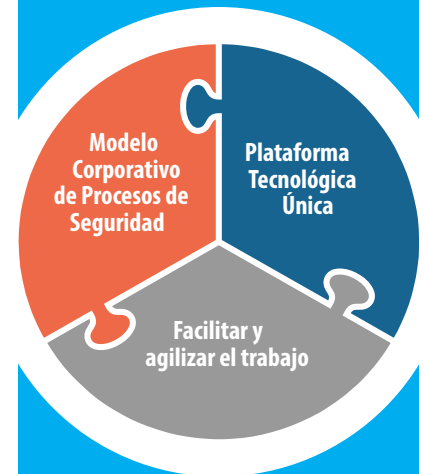 Modelo
Corporativo
de Procesos de
Seguridad
Plataforma
Tecnológica
Única
Facilitar y
agilizar el trabajo